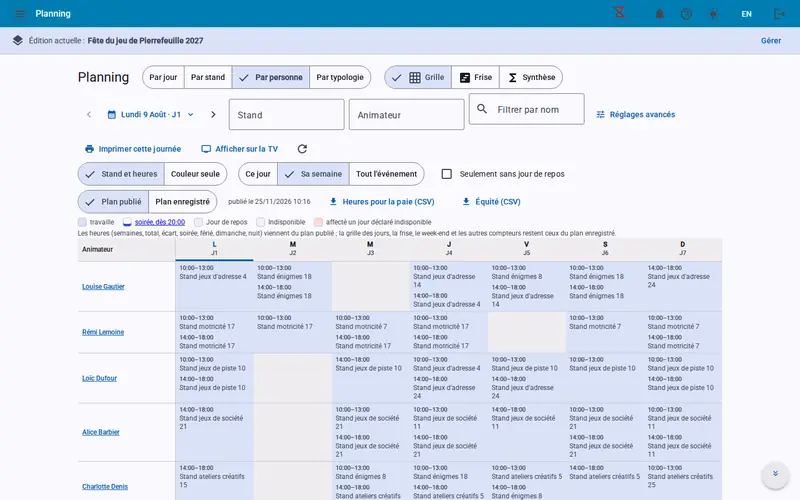 Planning
EN
Édition actuelle : Fête du jeu de Pierrefeuille 2027
Gérer
Planning
Par jour
Par stand
Par personne
Par typologie
Grille
Frise
Synthèse
Lundi 9 Août · J1
Stand
Animateur
Filtrer par nom
Réglages avancés
Imprimer cette journée
Afficher sur la TV
Stand et heures
Couleur seule
Ce jour
Sa semaine
Tout l'événement
Seulement sans jour de repos
Plan publié
Plan enregistré
publié le 25/11/2026 10:16
Heures pour la paie (CSV)
Équité (CSV)
travaille
soirée, dès 20:00
Jour de repos
Indisponible
affecté un jour déclaré indisponible
Les heures (semaines, total, écart, soirée, férié, dimanche, nuit) viennent du plan publié ; la grille des jours, la frise, le week-end et les autres compteurs restent ceux du plan enregistré.
Animateur
L
J1
M
J2
M
J3
J
J4
V
J5
S
J6
D
J7
Louise Gautier
10:00–13:00
Stand jeux d'adresse 4
10:00–13:00
Stand énigmes 18
14:00–18:00
Stand énigmes 18
10:00–13:00
Stand jeux d'adresse
14
14:00–18:00
Stand jeux d'adresse 4
10:00–13:00
Stand énigmes 8
14:00–18:00
Stand jeux d'adresse
14
10:00–13:00
Stand énigmes 18
14:00–18:00
Stand énigmes 18
14:00–18:00
Stand jeux d'adresse
24
Rémi Lemoine
10:00–13:00
Stand motricité 17
14:00–18:00
Stand motricité 17
10:00–13:00
Stand motricité 17
10:00–13:00
Stand motricité 7
14:00–18:00
Stand motricité 17
10:00–13:00
Stand motricité 17
14:00–18:00
Stand motricité 17
10:00–13:00
Stand motricité 7
10:00–13:00
Stand motricité 7
14:00–18:00
Stand motricité 7
Loïc Dufour
10:00–13:00
Stand jeux de piste 10
14:00–18:00
Stand jeux de piste 10
14:00–18:00
Stand jeux de piste 10
10:00–13:00
Stand jeux d'adresse 4
14:00–18:00
Stand jeux d'adresse
24
10:00–13:00
Stand jeux de piste 10
14:00–18:00
Stand jeux d'adresse
24
10:00–13:00
Stand jeux de piste 10
10:00–13:00
Stand jeux de piste 10
14:00–18:00
Stand jeux de piste 10
Alice Barbier
14:00–18:00
Stand jeux de société
21
10:00–13:00
Stand jeux de société
21
14:00–18:00
Stand jeux de société
21
10:00–13:00
Stand jeux de société
11
14:00–18:00
Stand jeux de société
21
14:00–18:00
Stand jeux de société
11
10:00–13:00
Stand jeux de société
21
14:00–18:00
Stand jeux de société
21
10:00–13:00
Stand jeux de société
11
14:00–18:00
Stand jeux de société
11
Charlotte Denis
14:00–18:00
Stand ateliers créatifs
15
10:00–13:00
Stand énigmes 8
14:00–18:00
Stand ateliers créatifs
10:00–13:00
Stand énigmes 18
14:00–18:00
Stand ateliers créatifs 5
10:00–13:00
Stand ateliers créatifs 5
14:00–18:00
Stand énigmes 8
14:00–18:00
Stand ateliers créatifs 5
10:00–13:00
Stand ateliers créatifs
25
14:00–18:00